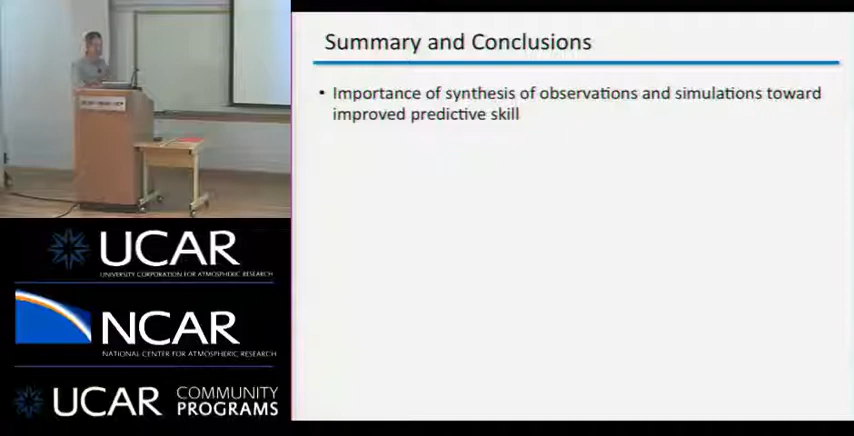 Summary and Conclusions
• Importance of synthesis of observations and simulations toward
improved predictive skill
UCAR
UNIVERSITY CORPORATION FOR ATMOSPHERIC RESEARCH
NCAR
NATIONAL CENTER FOR ATMOSPHERIC RESEARCH
UCAR COMMUNITY
PROGRAMS